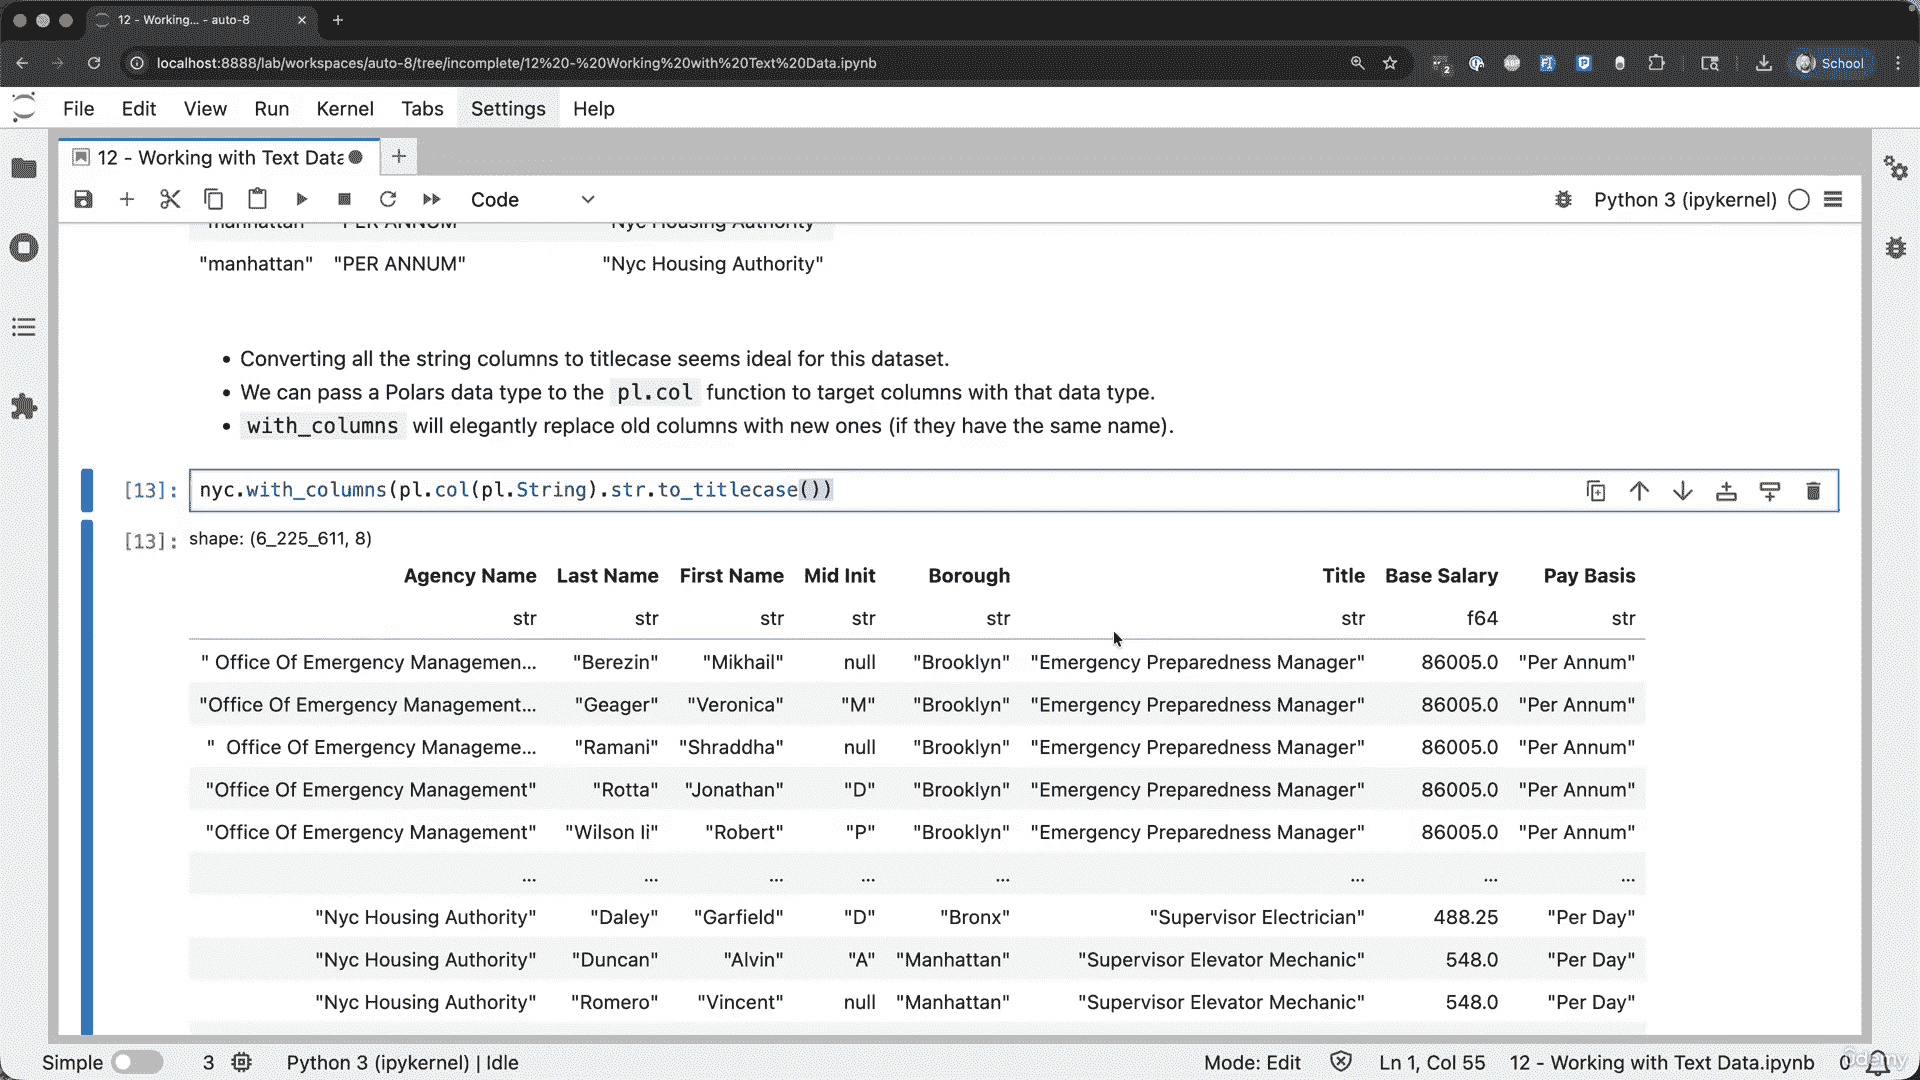 12 - Working... - auto-8
localhost:8888/lab/workspaces/auto-8/tree/incomplete/12%20-%20Working%20with%20Text%20Data.ipynb
2
School
File Edit View Run Kernel Tabs Settings Help
12 - Working with Text Data
Code
Python 3 (ipykernel)
"manhattan" "PER ANNUM" "Nyc Housing Authority"
"manhattan" "PER ANNUM" "Nyc Housing Authority"
• Converting all the string columns to titlecase seems ideal for this dataset.
• We can pass a Polars data type to the pl.col function to target columns with that data type.
• with_columns will elegantly replace old columns with new ones (if they have the same name).
[13]: nyc.with_columns(pl.col(pl.String).str.to_titlecase())
[13]: shape: (6_225_611, 8)
Agency Name Last Name First Name Mid Init Borough Title Base Salary Pay Basis
str str str str str str f64 str
" Office Of Emergency Managemen... "Berezin" "Mikhail" null "Brooklyn" "Emergency Preparedness Manager" 86005.0 "Per Annum"
"Office Of Emergency Management... "Geager" "Veronica" "M" "Brooklyn" "Emergency Preparedness Manager" 86005.0 "Per Annum"
"  Office Of Emergency Manageme... "Ramani" "Shraddha" null "Brooklyn" "Emergency Preparedness Manager" 86005.0 "Per Annum"
"Office Of Emergency Management" "Rotta" "Jonathan" "D" "Brooklyn" "Emergency Preparedness Manager" 86005.0 "Per Annum"
"Office Of Emergency Management" "Wilson Ii" "Robert" "P" "Brooklyn" "Emergency Preparedness Manager" 86005.0 "Per Annum"
... ... ... ... ... ... ... ...
"Nyc Housing Authority" "Daley" "Garfield" "D" "Bronx" "Supervisor Electrician" 488.25 "Per Day"
"Nyc Housing Authority" "Duncan" "Alvin" "A" "Manhattan" "Supervisor Elevator Mechanic" 548.0 "Per Day"
"Nyc Housing Authority" "Romero" "Vincent" null "Manhattan" "Supervisor Elevator Mechanic" 548.0 "Per Day"
Simple 3 Python 3 (ipykernel) | Idle Mode: Edit Ln 1, Col 55 12 - Working with Text Data.ipynb 0
udemy